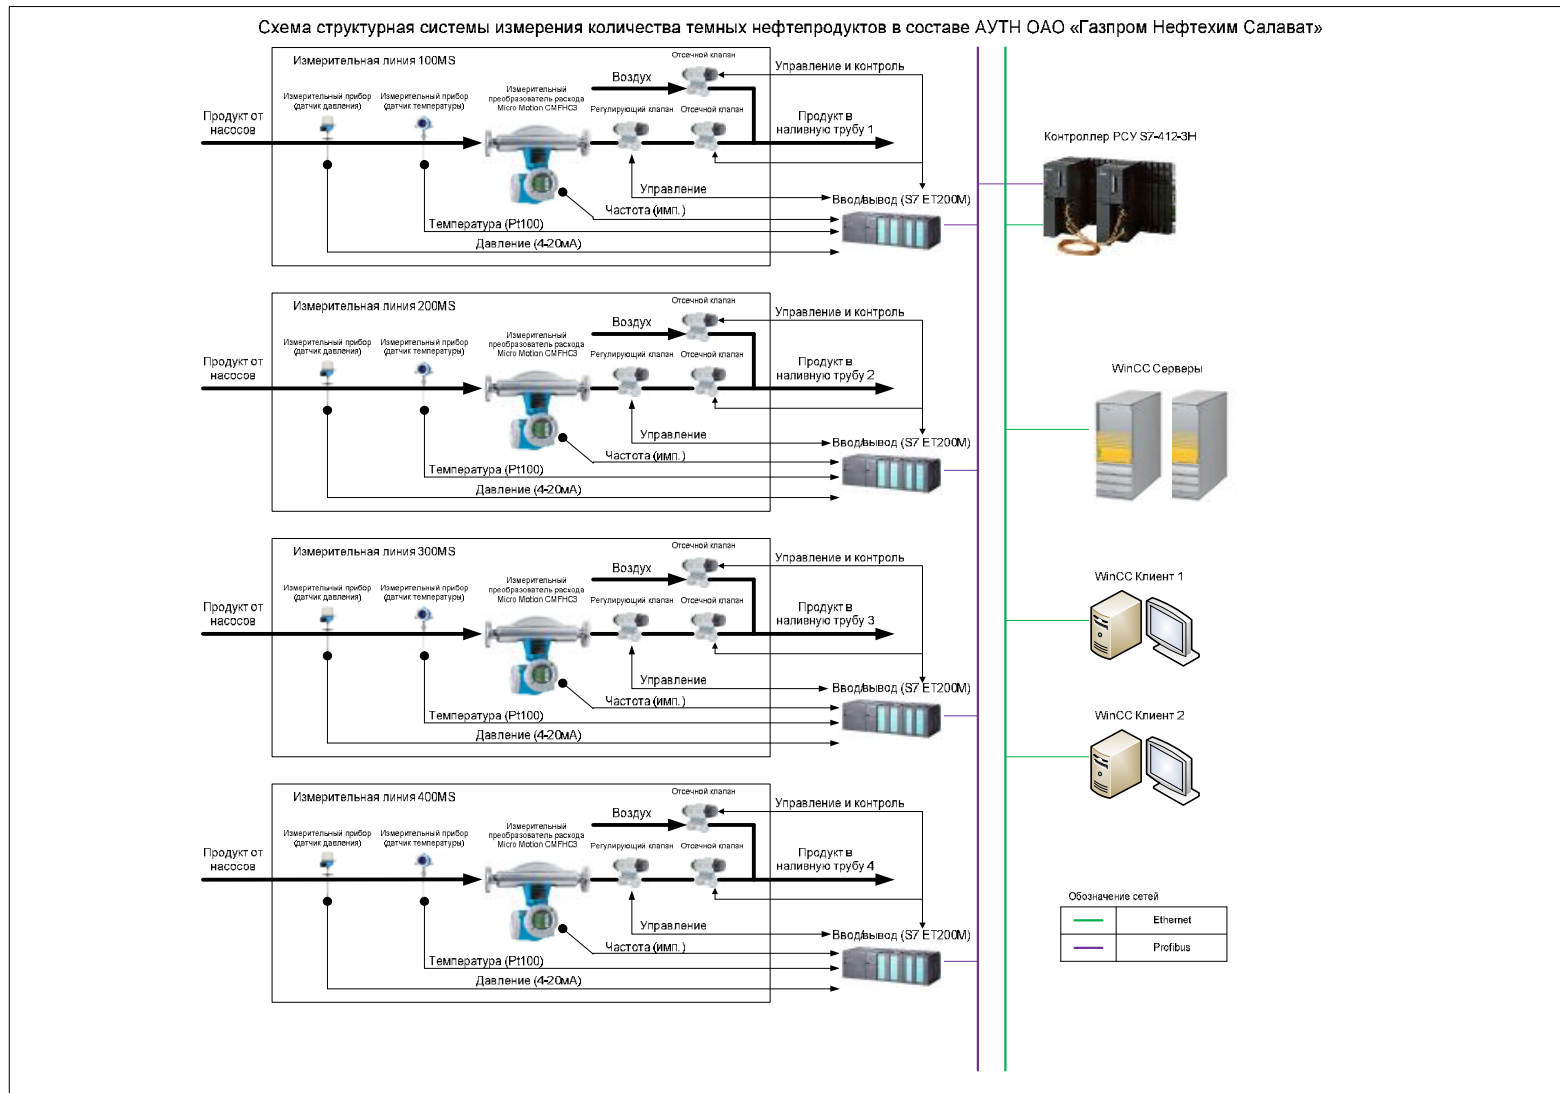 Схема структурная системы измерения количества темных нефтепродуктов в составе АУТН ОАО «Газпром Нефтехим Салават»
Измерительная линия 100MS
Отсечной клапан
Управление и контроль
Воздух
Измерительный прибор
(датчик давления)
Измерительный прибор
(датчик температуры)
Измерительный
преобразователь расхода
Micro Motion CMFHC3
Регулирующий клапан
Отсечной клапан
Продукт от
насосов
Продукт в
наливную трубу 1
Управление
Ввод/вывод (S7 ET200M)
Частота (имп.)
Температура (Pt100)
Давление (4-20мА)
Контроллер РСУ S7-412-3H
Измерительная линия 200MS
Отсечной клапан
Управление и контроль
Воздух
Измерительный прибор
(датчик давления)
Измерительный прибор
(датчик температуры)
Измерительный
преобразователь расхода
Micro Motion CMFHC3
Регулирующий клапан
Отсечной клапан
Продукт от
насосов
Продукт в
наливную трубу 2
Управление
Ввод/вывод (S7 ET200M)
Частота (имп.)
Температура (Pt100)
Давление (4-20мА)
WinCC Серверы
Измерительная линия 300MS
Отсечной клапан
Управление и контроль
Воздух
Измерительный прибор
(датчик давления)
Измерительный прибор
(датчик температуры)
Измерительный
преобразователь расхода
Micro Motion CMFHC3
Регулирующий клапан
Отсечной клапан
Продукт от
насосов
Продукт в
наливную трубу 3
Управление
Ввод/вывод (S7 ET200M)
Частота (имп.)
Температура (Pt100)
Давление (4-20мА)
WinCC Клиент 1
WinCC Клиент 2
Измерительная линия 400MS
Отсечной клапан
Управление и контроль
Воздух
Измерительный прибор
(датчик давления)
Измерительный прибор
(датчик температуры)
Измерительный
преобразователь расхода
Micro Motion CMFHC3
Регулирующий клапан
Отсечной клапан
Продукт от
насосов
Продукт в
наливную трубу 4
Управление
Ввод/вывод (S7 ET200M)
Частота (имп.)
Температура (Pt100)
Давление (4-20мА)
Обозначение сетей
Ethernet
Profibus